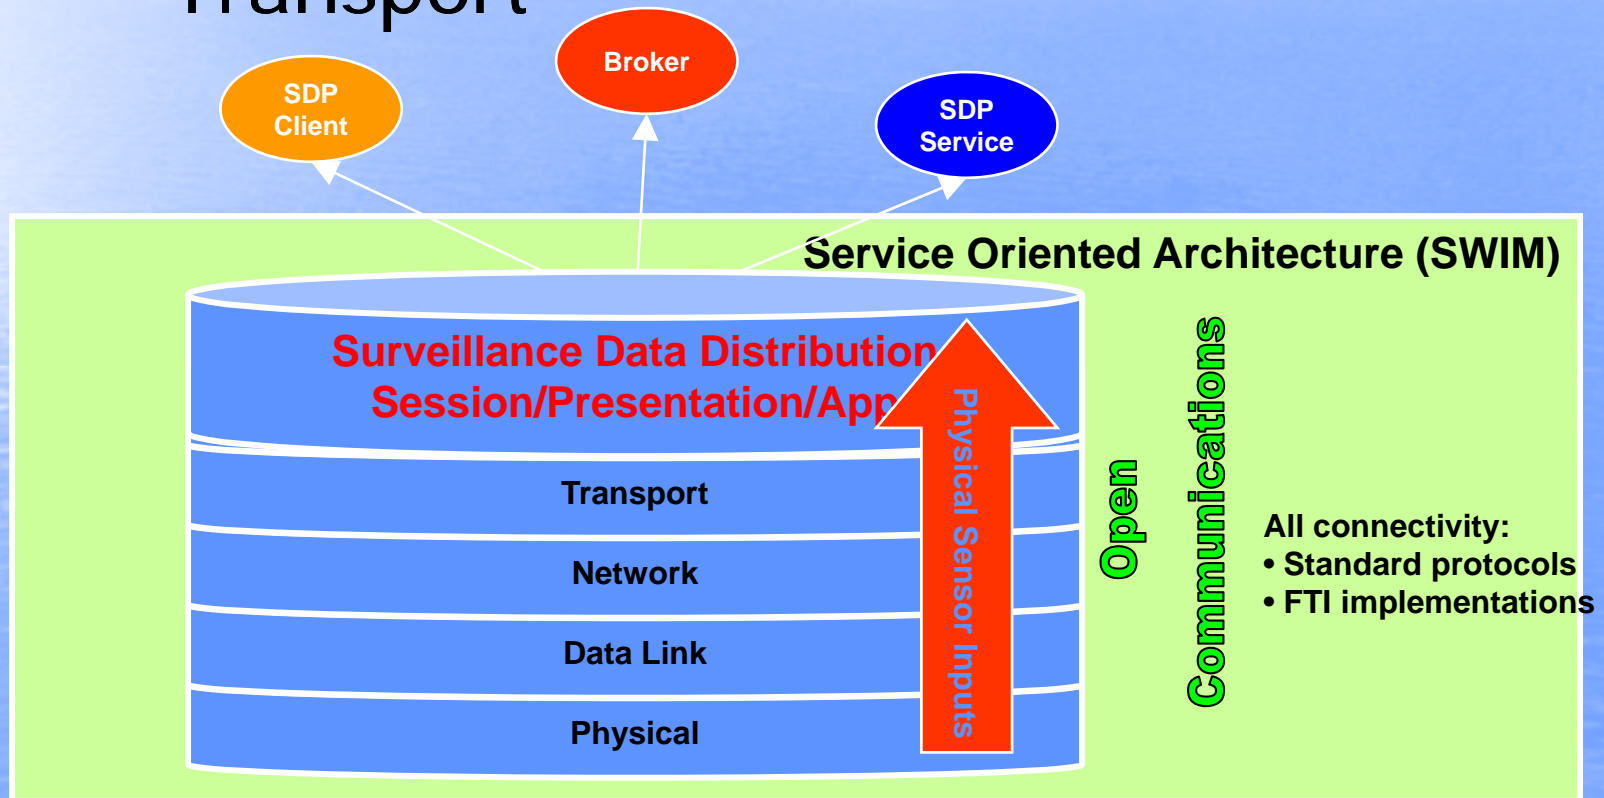 Transport
Broker
SDP
Client
SDP
Service
Service Oriented Architecture (SWIM)
Surveillance Data Distribution
Session/Presentation/App
Transport
Network
Data Link
Physical
Physical Sensor Inputs
Open
Communications
All connectivity:
• Standard protocols
• FTI implementations